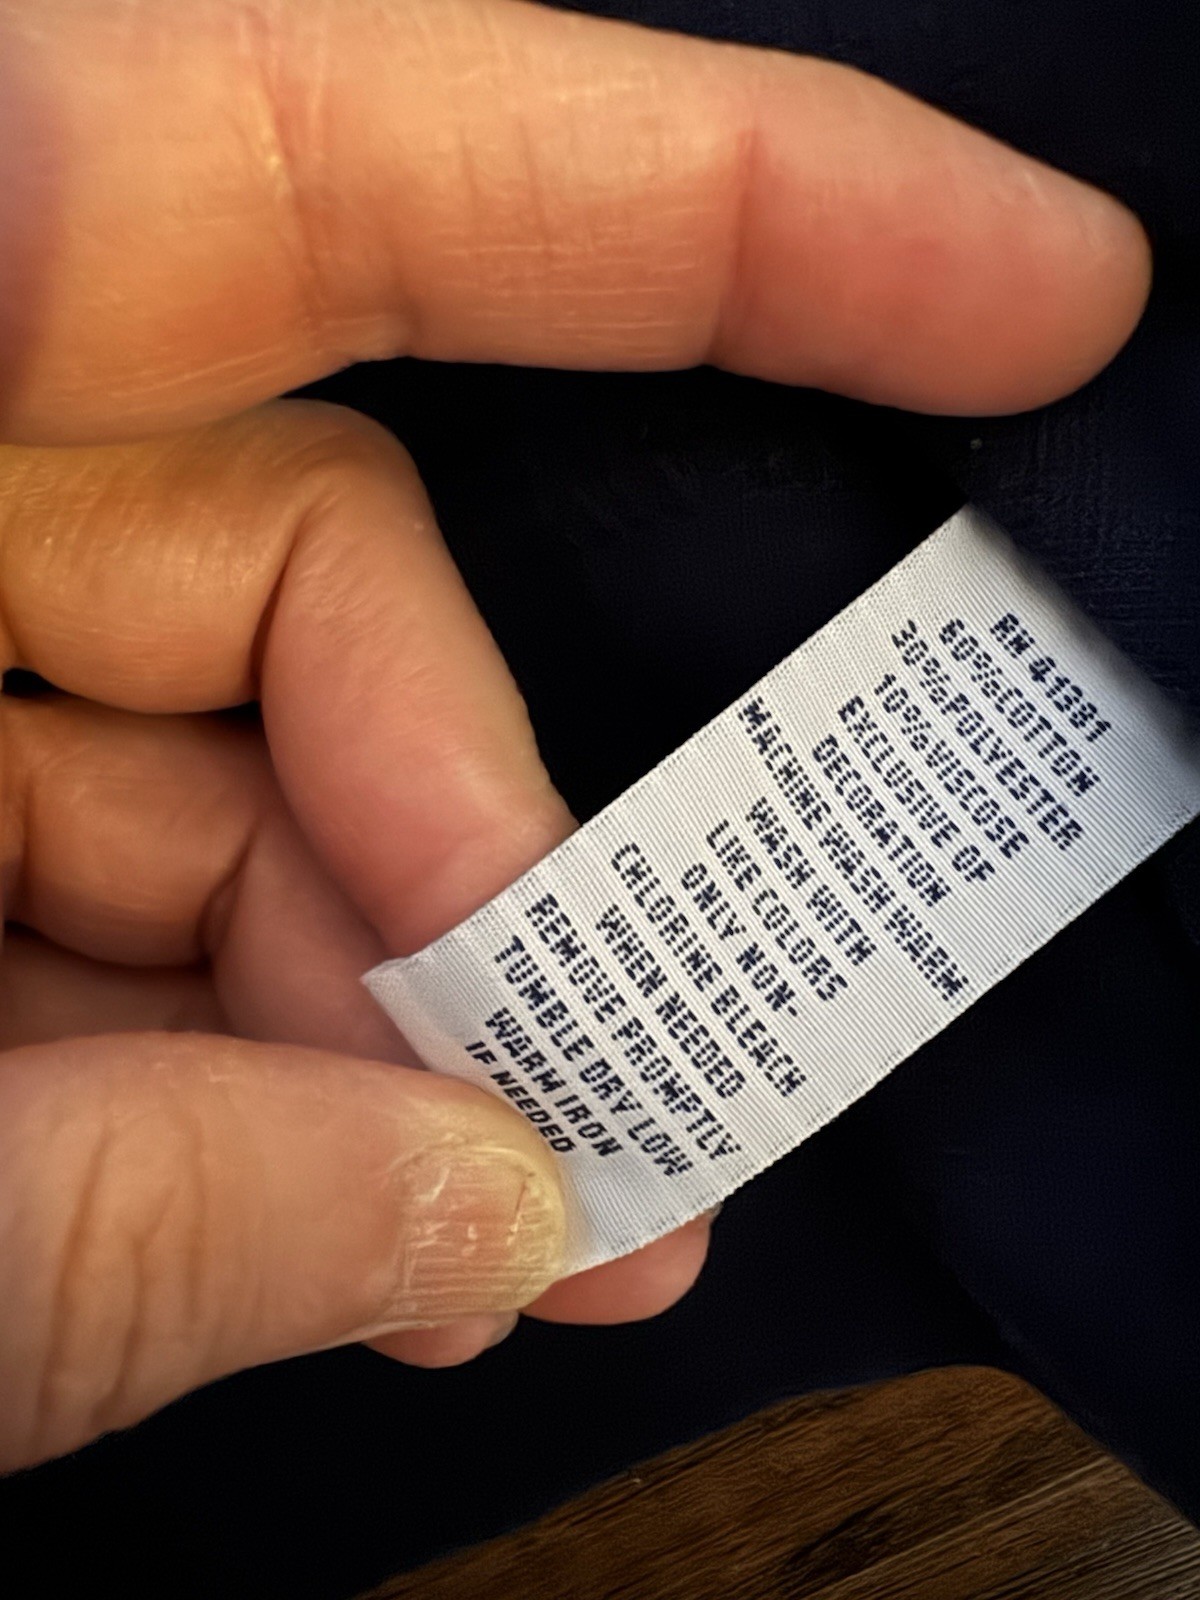 RN 41381
60%COTTON
30%POLYESTER
10%VISCOSE
EXCLUSIVE OF
DECORATION
MACHINE WASH WARM
WASH WITH
LIKE COLORS
ONLY NON-
CHLORINE BLEACH
WHEN NEEDED
REMOVE PROMPTLY
TUMBLE DRY LOW
WARM IRON
IF NEEDED